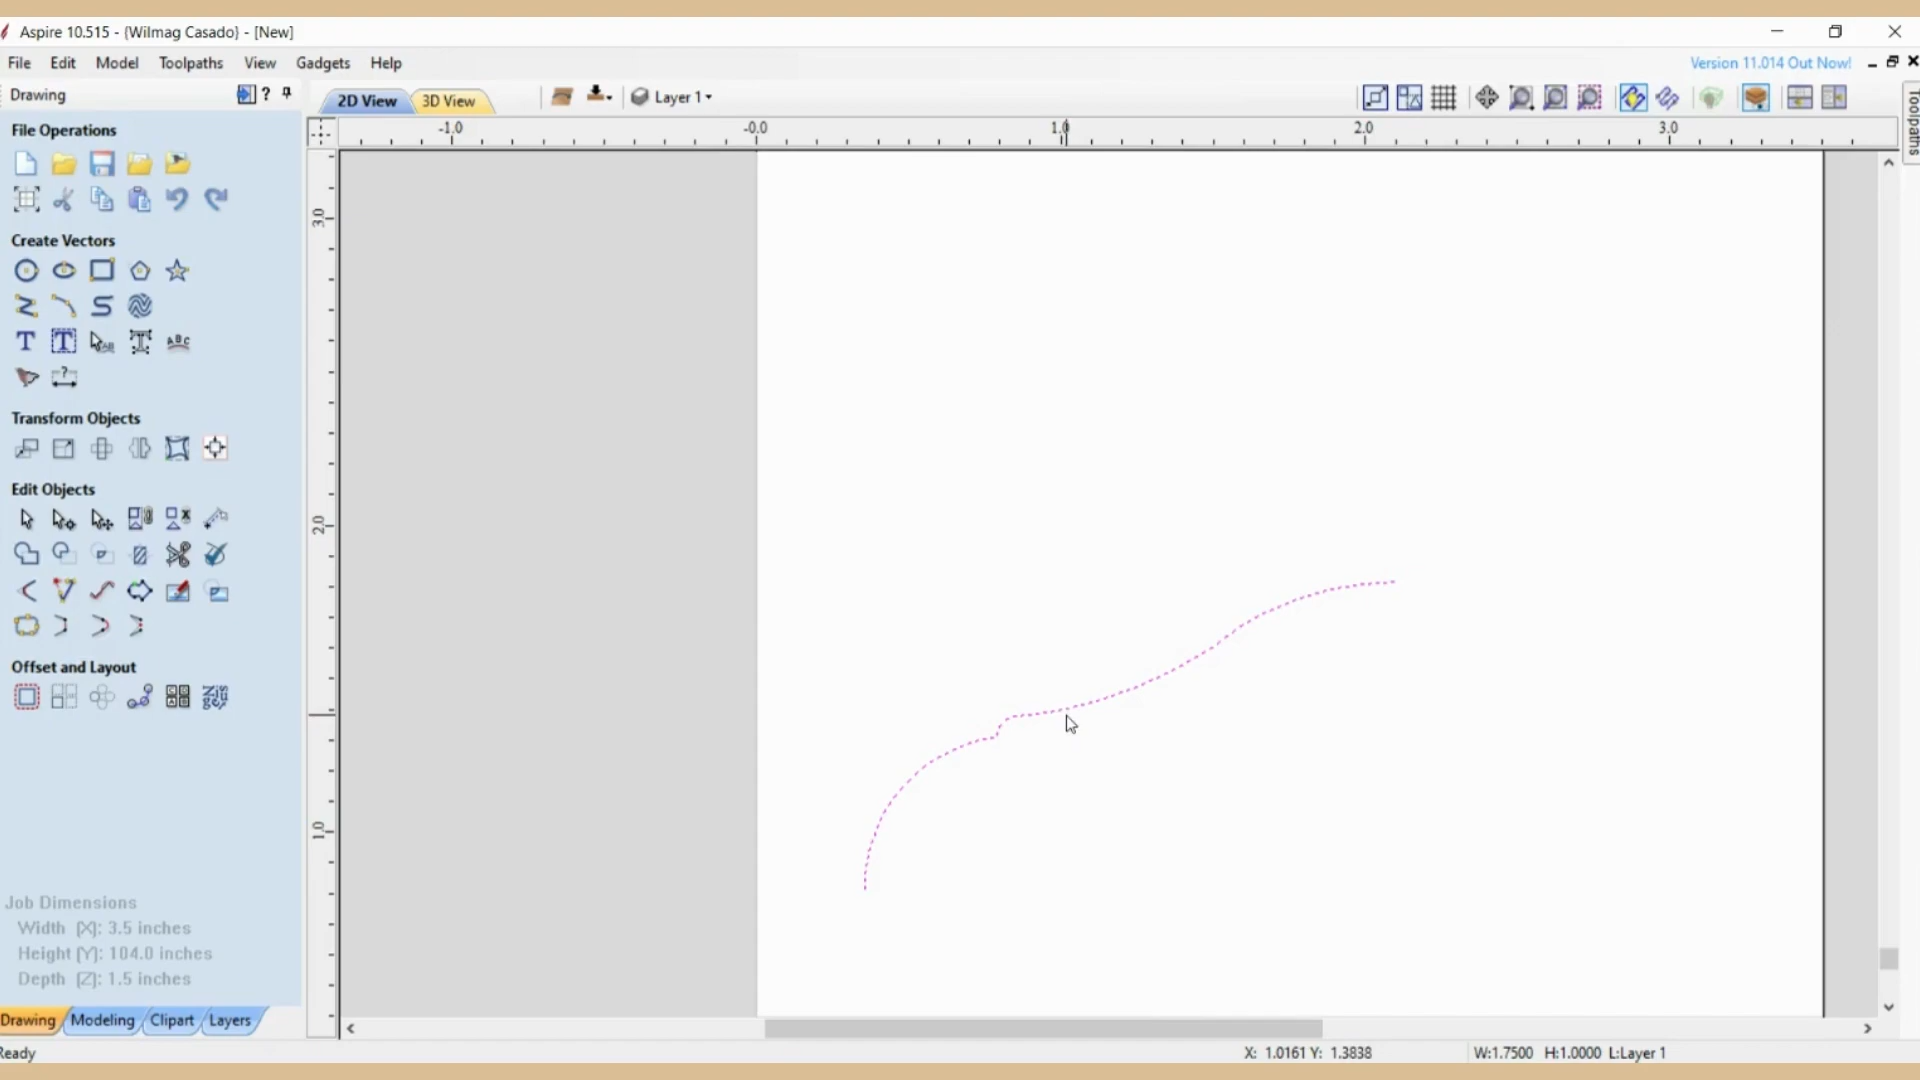 Aspire 10.515 - {Wilmag Casado} - [New]
File Edit Model Toolpaths View Gadgets Help
Version 11.014 Out Now!
Drawing
2D View 3D View
Layer 1
Toolpaths
-1.0 -0.0 1.0 2.0 3.0
3.0
2.0
1.0
File Operations
Create Vectors
Transform Objects
Edit Objects
Offset and Layout
Job Dimensions
Width (X): 3.5 inches
Height (Y): 104.0 inches
Depth (Z): 1.5 inches
Drawing Modeling Clipart Layers
Ready
X: 1.0161 Y: 1.3838
W:1.7500 H:1.0000 L:Layer 1